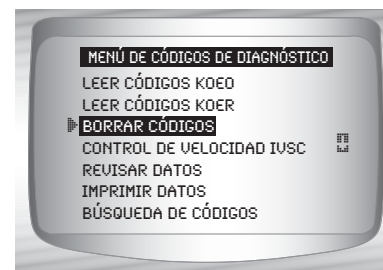 MENÚ DE CÓDIGOS DE DIAGNÓSTICO
LEER CÓDIGOS KOEO
LEER CÓDIGOS KOER
BORRAR CÓDIGOS
CONTROL DE VELOCIDAD IVSC
REVISAR DATOS
IMPRIMIR DATOS
BÚSQUEDA DE CÓDIGOS